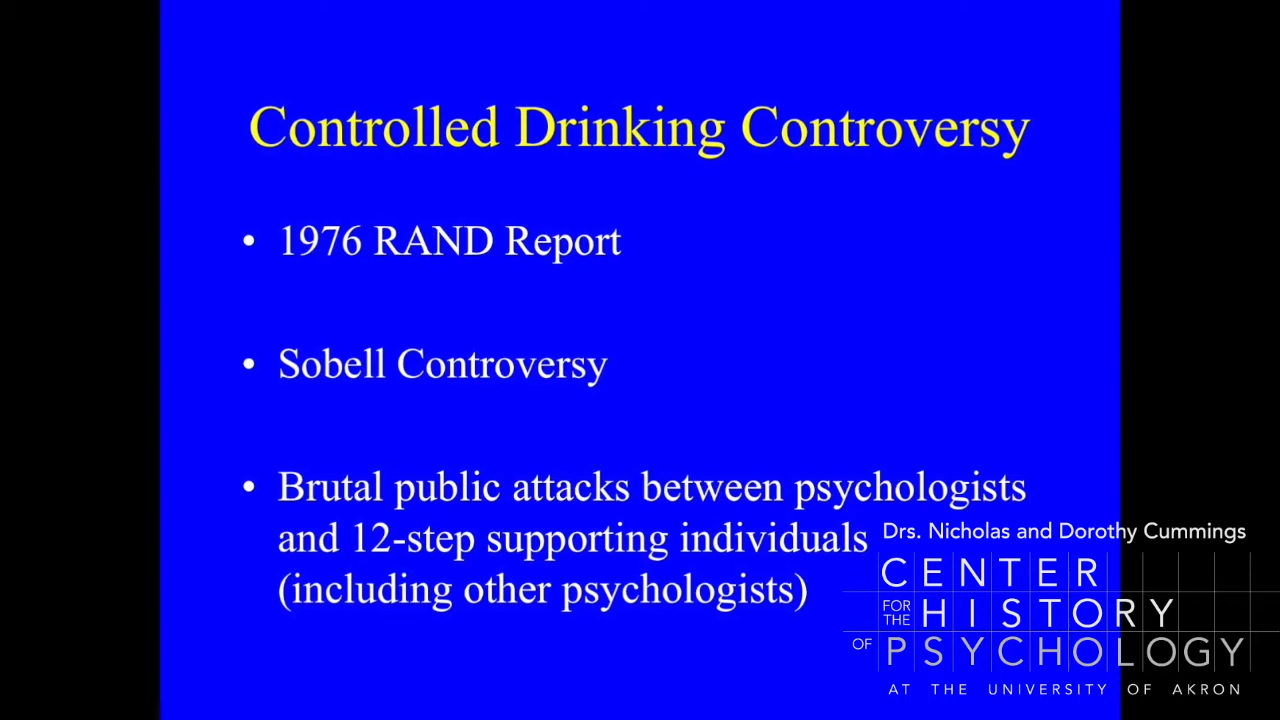 Controlled Drinking Controversy
• 1976 RAND Report
• Sobell Controversy
• Brutal public attacks between psychologists
and 12-step supporting individuals
(including other psychologists)
Drs. Nicholas and Dorothy Cummings
CENTER
FOR THE HISTORY
OF PSYCHOLOGY
AT THE UNIVERSITY OF AKRON